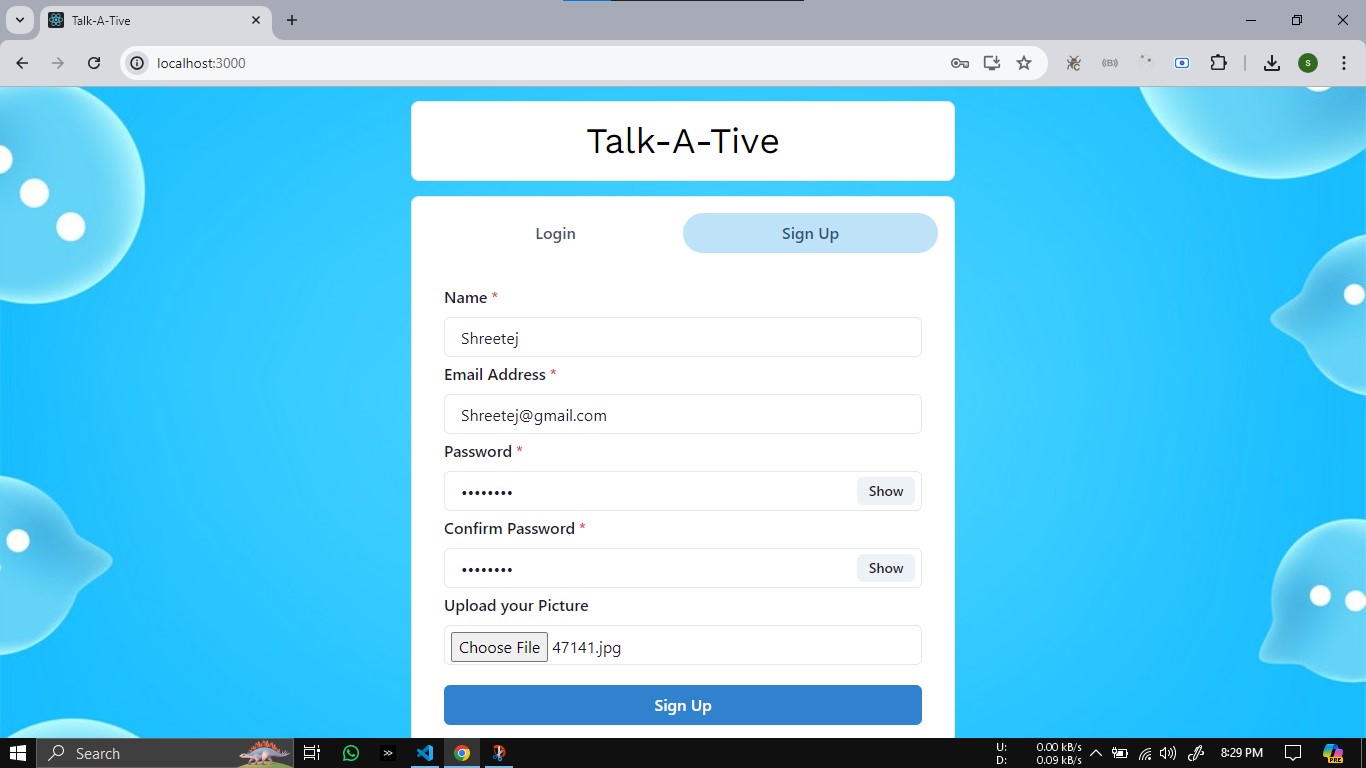 Talk-A-Tive
localhost:3000
S
Talk-A-Tive
Login Sign Up
Name *
Shreetej
Email Address *
Shreetej@gmail.com
Password *
•••••••• Show
Confirm Password *
•••••••• Show
Upload your Picture
Choose File 47141.jpg
Sign Up
Search
U: 0.00 kB/s
D: 0.09 kB/s
8:29 PM
PRE